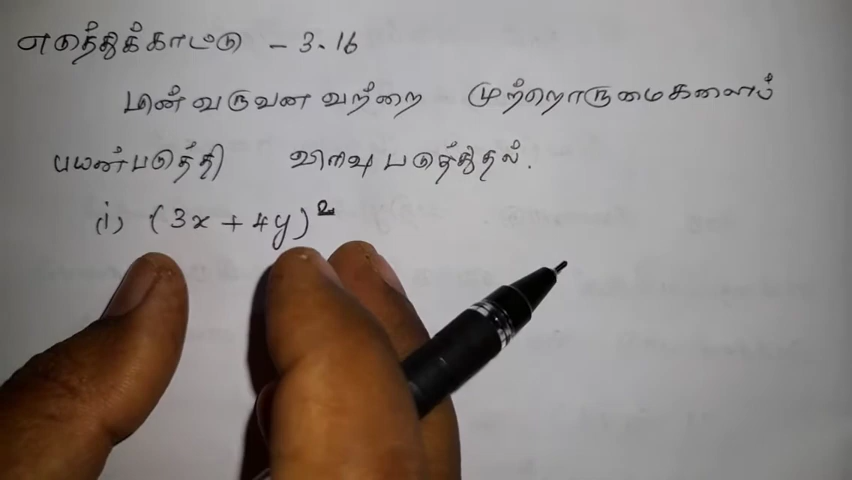 எடுத்துக்காட்டு - 3.16
பின் வருவன வற்றை முற்றொருமைகளைப்
பயன்படுத்தி விரிவு படுத்துதல்.
(i) (3x + 4y)²